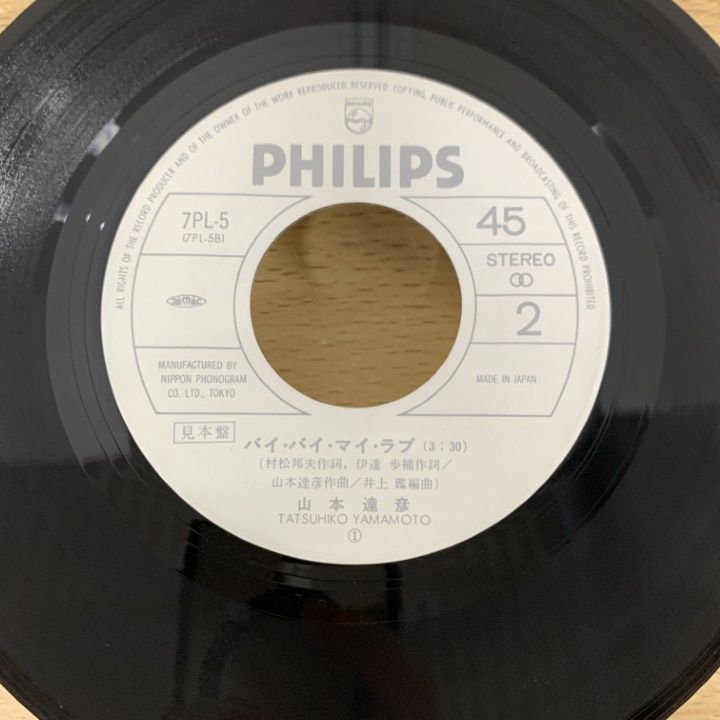 ALL RIGHTS OF THE RECORD PRODUCER AND OF THE OWNER OF THE WORK REPRODUCED RESERVED. COPYING, PUBLIC PERFORMANCE AND BROADCASTING OF THIS RECORD PROHIBITED
PHILIPS
PHILIPS
7PL-5
(7PL-5B)
45
STEREO
2
JASRAC
MANUFACTURED BY
NIPPON PHONOGRAM
CO. LTD., TOKYO
MADE IN JAPAN
見本盤
バイ・バイ・マイ・ラブ (3:30)
(村松邦夫作詞、伊達 歩補作詞/
山本達彦作曲/井上 鑑編曲)
山本達彦
TATSUHIKO YAMAMOTO
①